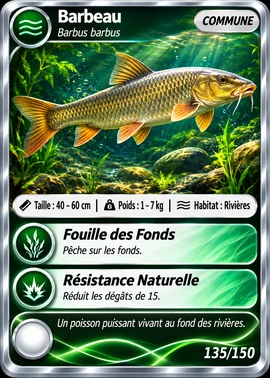 Barbeau
COMMUNE
Barbus barbus
Taille : 40 - 60 cm | Poids : 1 - 7 kg | Habitat : Rivières
Fouille des Fonds
Pêche sur les fonds.
Résistance Naturelle
Réduit les dégâts de 15.
Un poisson puissant vivant au fond des rivières.
135/150